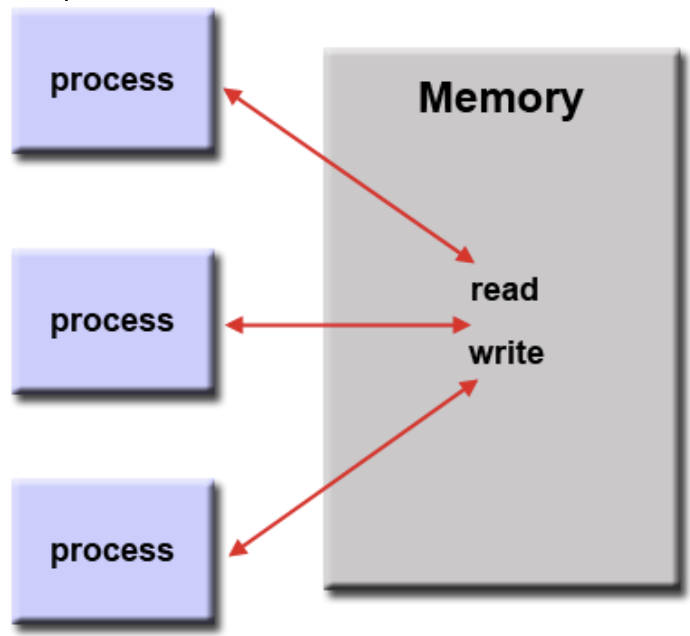 process
Memory
read
process
write
process